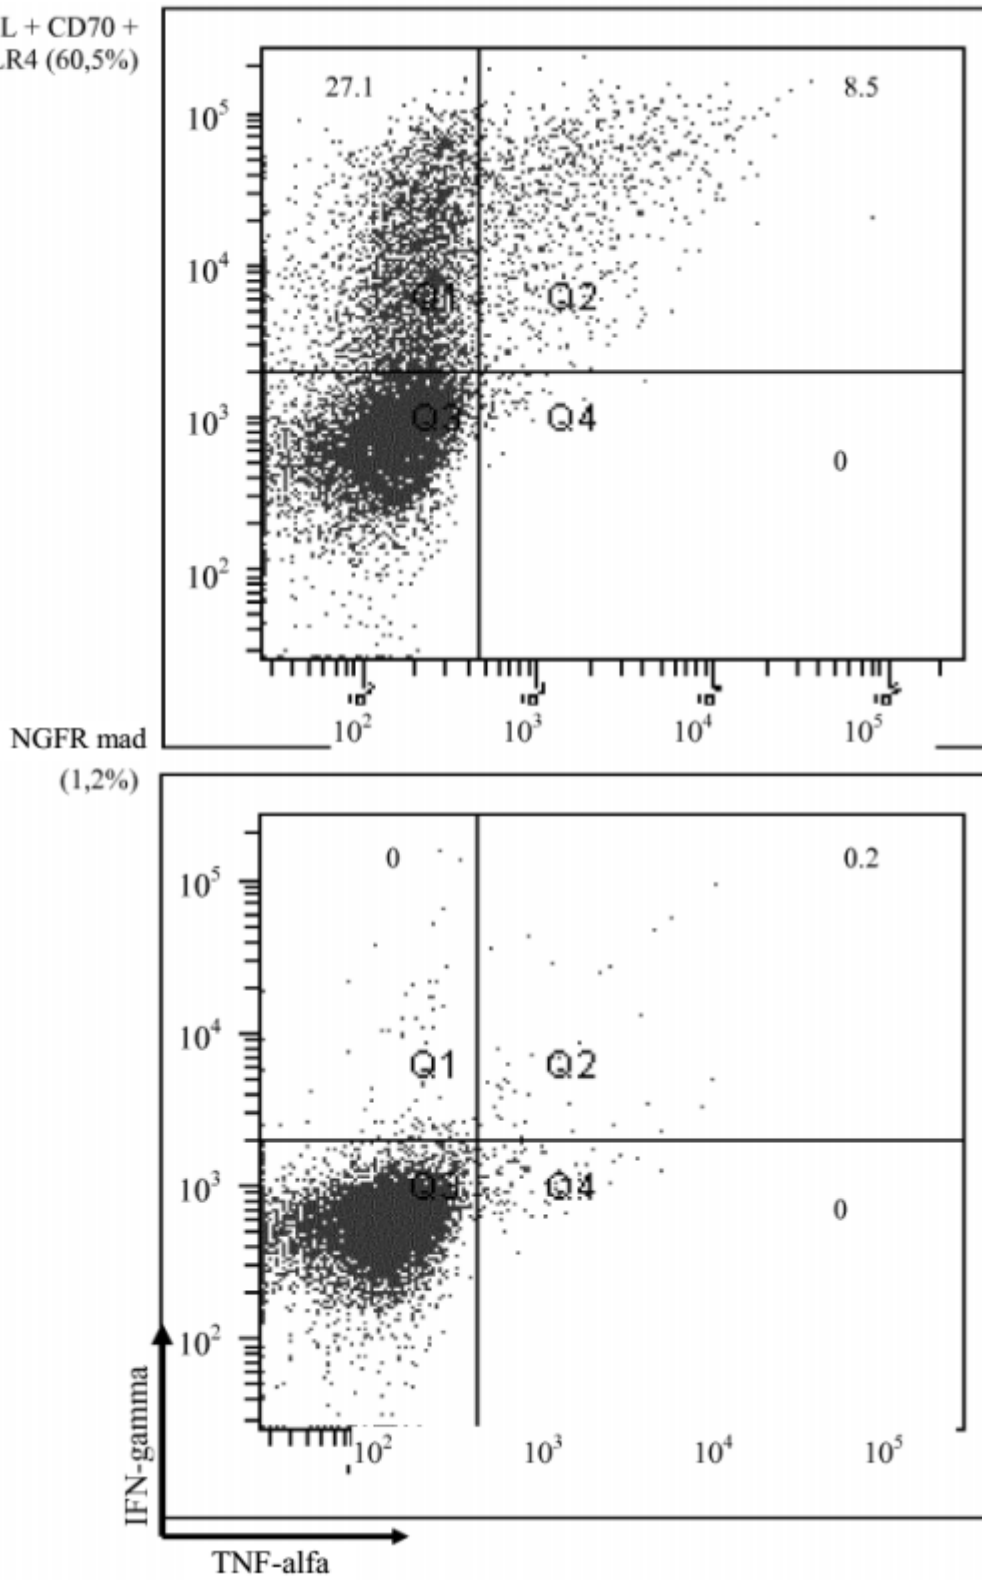 L + CD70 +
LR4 (60,5%)
27.1
8.5
10⁵
10⁴
Q1
Q2
10³
Q3
Q4
0
10²
10² 10³ 10⁴ 10⁵
NGFR mad
(1,2%)
0
0.2
10⁵
10⁴
Q1
Q2
10³
Q3
Q4
0
10²
10² 10³ 10⁴ 10⁵
IFN-gamma
TNF-alfa